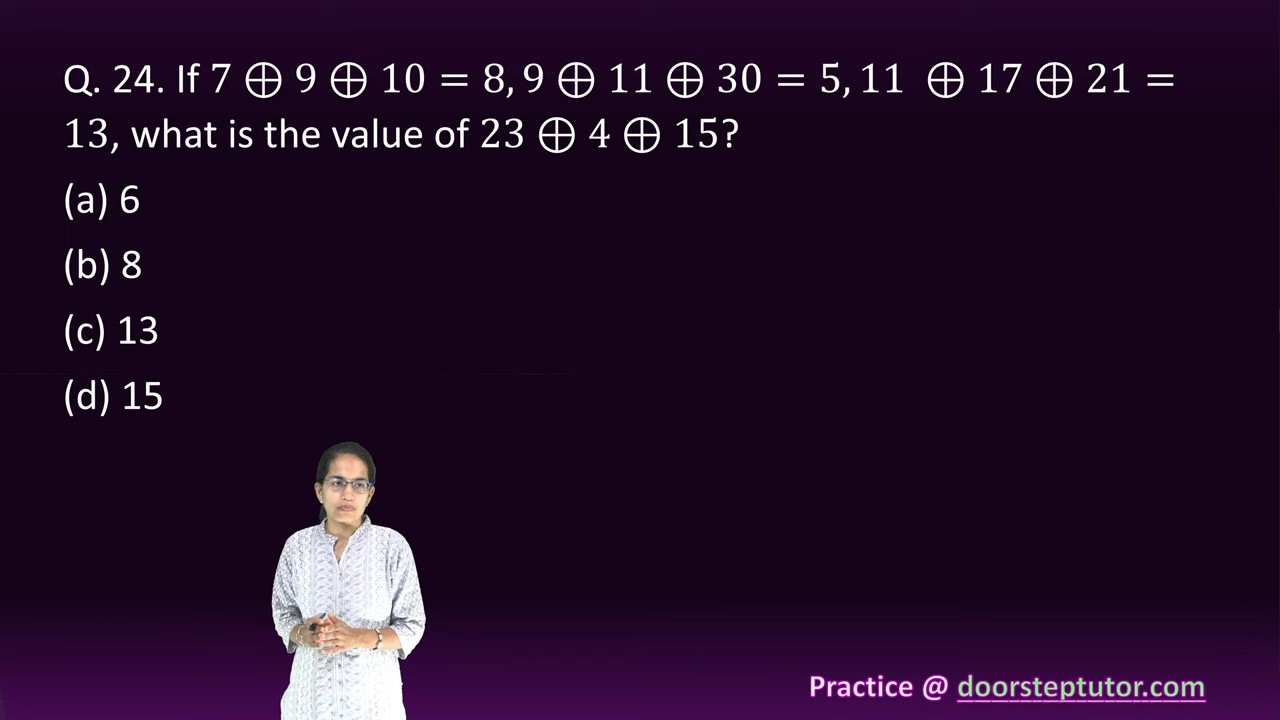 Q. 24. If 7 ⊕ 9 ⊕ 10 = 8, 9 ⊕ 11 ⊕ 30 = 5, 11 ⊕ 17 ⊕ 21 =
13, what is the value of 23 ⊕ 4 ⊕ 15?
(a) 6
(b) 8
(c) 13
(d) 15
Practice @ doorsteptutor.com